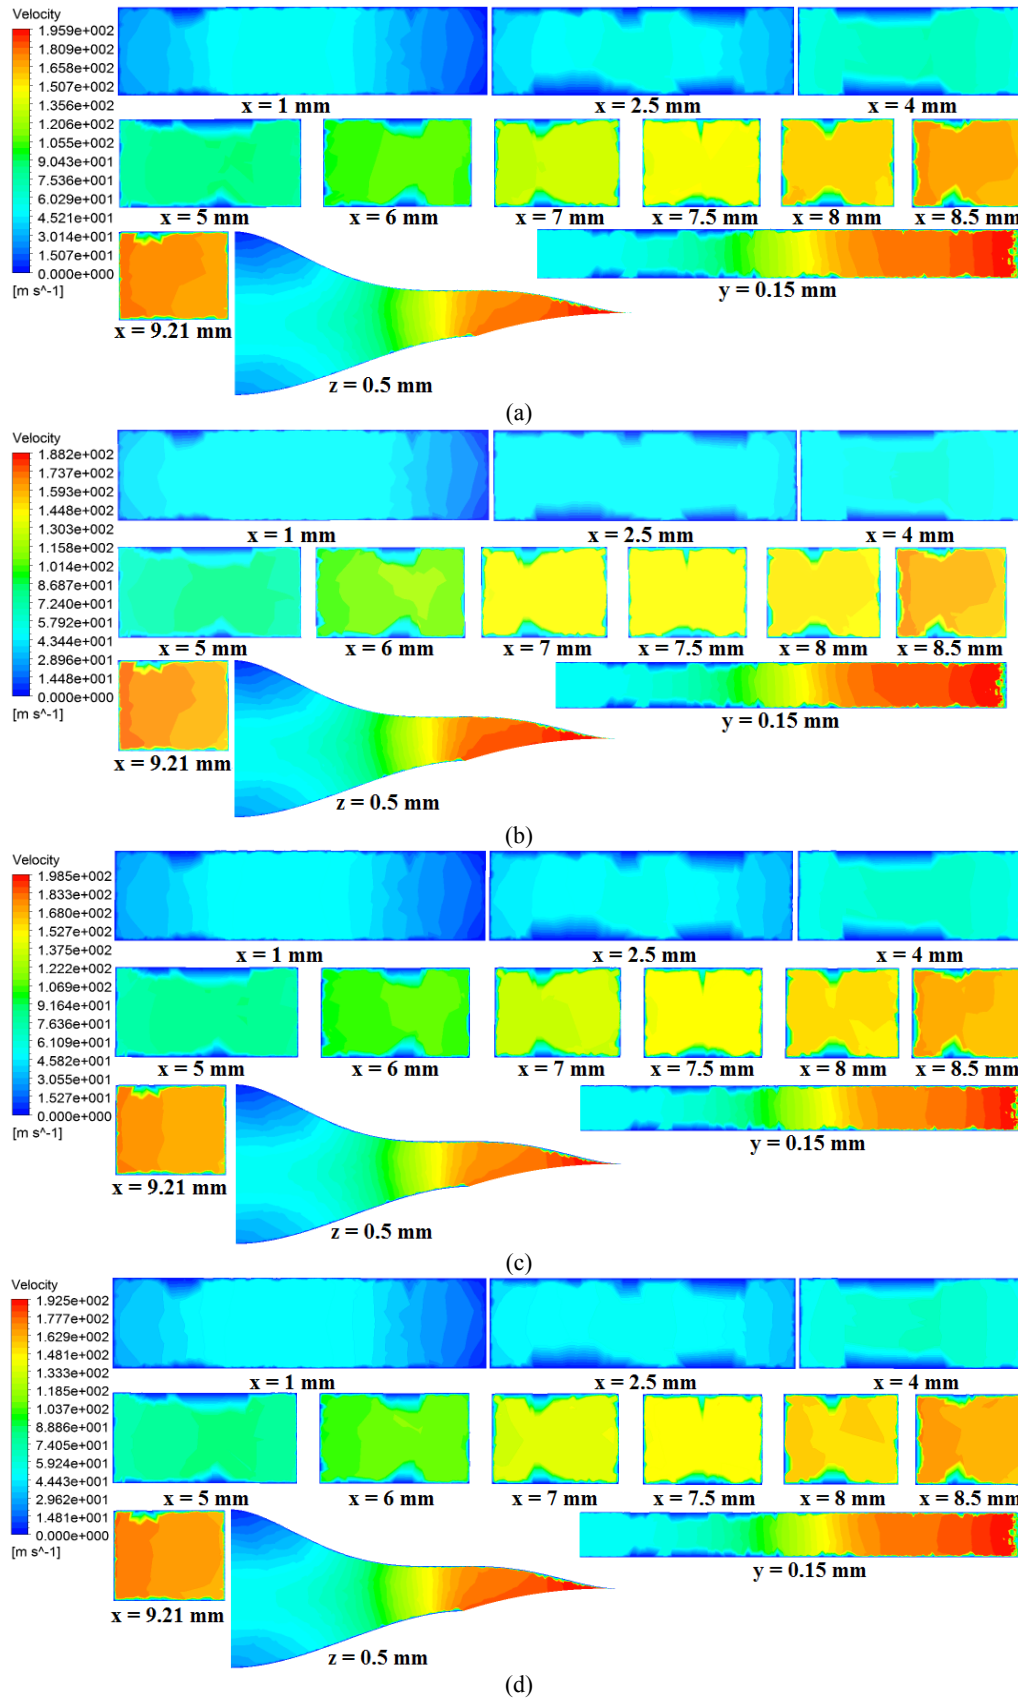 Velocity
1.959e+002
1.809e+002
1.658e+002
1.507e+002
1.356e+002
1.206e+002
1.055e+002
9.043e+001
7.536e+001
6.029e+001
4.521e+001
3.014e+001
1.507e+001
0.000e+000
[m s^-1]
x = 1 mm
x = 2.5 mm
x = 4 mm
x = 5 mm
x = 6 mm
x = 7 mm
x = 7.5 mm
x = 8 mm
x = 8.5 mm
x = 9.21 mm
z = 0.5 mm
y = 0.15 mm
(a)
Velocity
1.882e+002
1.737e+002
1.593e+002
1.448e+002
1.303e+002
1.158e+002
1.014e+002
8.687e+001
7.240e+001
5.792e+001
4.344e+001
2.896e+001
1.448e+001
0.000e+000
[m s^-1]
x = 1 mm
x = 2.5 mm
x = 4 mm
x = 5 mm
x = 6 mm
x = 7 mm
x = 7.5 mm
x = 8 mm
x = 8.5 mm
x = 9.21 mm
z = 0.5 mm
y = 0.15 mm
(b)
Velocity
1.985e+002
1.833e+002
1.680e+002
1.527e+002
1.375e+002
1.222e+002
1.069e+002
9.164e+001
7.636e+001
6.109e+001
4.582e+001
3.055e+001
1.527e+001
0.000e+000
[m s^-1]
x = 1 mm
x = 2.5 mm
x = 4 mm
x = 5 mm
x = 6 mm
x = 7 mm
x = 7.5 mm
x = 8 mm
x = 8.5 mm
x = 9.21 mm
z = 0.5 mm
y = 0.15 mm
(c)
Velocity
1.925e+002
1.777e+002
1.629e+002
1.481e+002
1.333e+002
1.185e+002
1.037e+002
8.886e+001
7.405e+001
5.924e+001
4.443e+001
2.962e+001
1.481e+001
0.000e+000
[m s^-1]
x = 1 mm
x = 2.5 mm
x = 4 mm
x = 5 mm
x = 6 mm
x = 7 mm
x = 7.5 mm
x = 8 mm
x = 8.5 mm
x = 9.21 mm
z = 0.5 mm
y = 0.15 mm
(d)